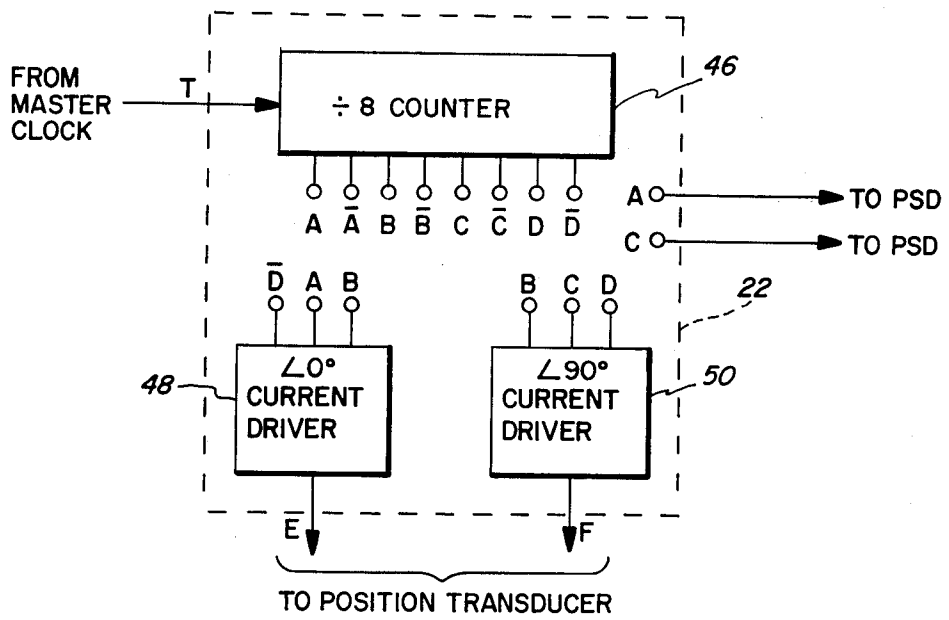 FROM
MASTER
CLOCK
T
÷ 8 COUNTER
46
A A̅ B B̅ C C̅ D D̅
A TO PSD
C TO PSD
D̅ A B
B C D
22
∠0°
CURRENT
DRIVER
48
∠90°
CURRENT
DRIVER
50
E
F
TO POSITION TRANSDUCER